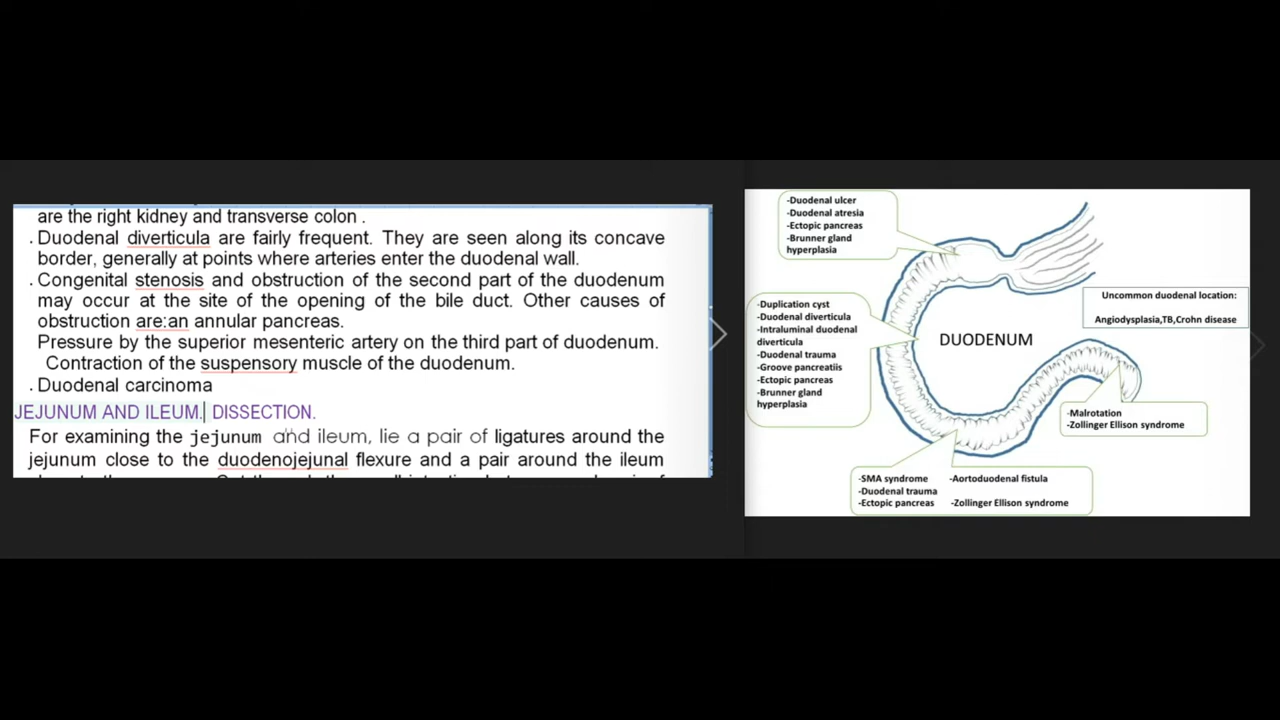 are the right kidney and transverse colon .
. Duodenal diverticula are fairly frequent. They are seen along its concave
border, generally at points where arteries enter the duodenal wall.
. Congenital stenosis and obstruction of the second part of the duodenum
may occur at the site of the opening of the bile duct. Other causes of
obstruction are:an annular pancreas.
Pressure by the superior mesenteric artery on the third part of duodenum.
Contraction of the suspensory muscle of the duodenum.
. Duodenal carcinoma
JEJUNUM AND ILEUM. DISSECTION.
For examining the jejunum and ileum, lie a pair of ligatures around the
jejunum close to the duodenojejunal flexure and a pair around the ileum
-Duodenal ulcer
-Duodenal atresia
-Ectopic pancreas
-Brunner gland
hyperplasia
-Duplication cyst
-Duodenal diverticula
-Intraluminal duodenal
diverticula
-Duodenal trauma
-Groove pancreatiis
-Ectopic pancreas
-Brunner gland
hyperplasia
DUODENUM
Uncommon duodenal location:
Angiodysplasia,TB,Crohn disease
-Malrotation
-Zollinger Ellison syndrome
-SMA syndrome -Aortoduodenal fistula
-Duodenal trauma
-Ectopic pancreas -Zollinger Ellison syndrome